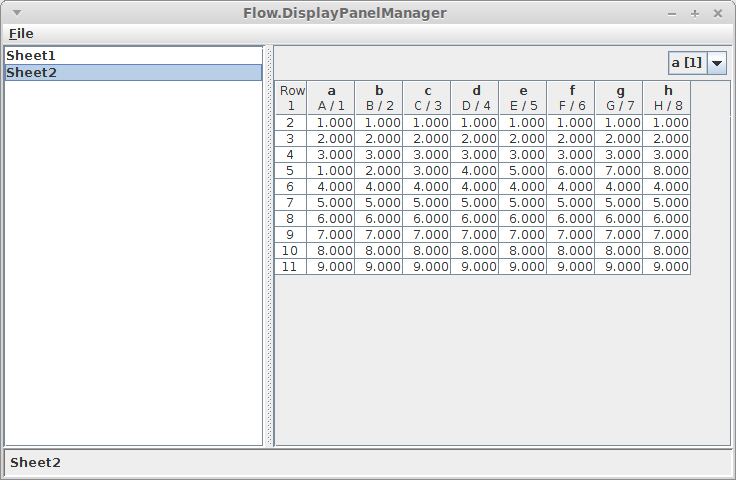 Flow.DisplayPanelManager
File
Sheet1
Sheet2
a [1]
Row a b c d e f g h
1 A / 1 B / 2 C / 3 D / 4 E / 5 F / 6 G / 7 H / 8
2 1.000 1.000 1.000 1.000 1.000 1.000 1.000 1.000
3 2.000 2.000 2.000 2.000 2.000 2.000 2.000 2.000
4 3.000 3.000 3.000 3.000 3.000 3.000 3.000 3.000
5 1.000 2.000 3.000 4.000 5.000 6.000 7.000 8.000
6 4.000 4.000 4.000 4.000 4.000 4.000 4.000 4.000
7 5.000 5.000 5.000 5.000 5.000 5.000 5.000 5.000
8 6.000 6.000 6.000 6.000 6.000 6.000 6.000 6.000
9 7.000 7.000 7.000 7.000 7.000 7.000 7.000 7.000
10 8.000 8.000 8.000 8.000 8.000 8.000 8.000 8.000
11 9.000 9.000 9.000 9.000 9.000 9.000 9.000 9.000
Sheet2